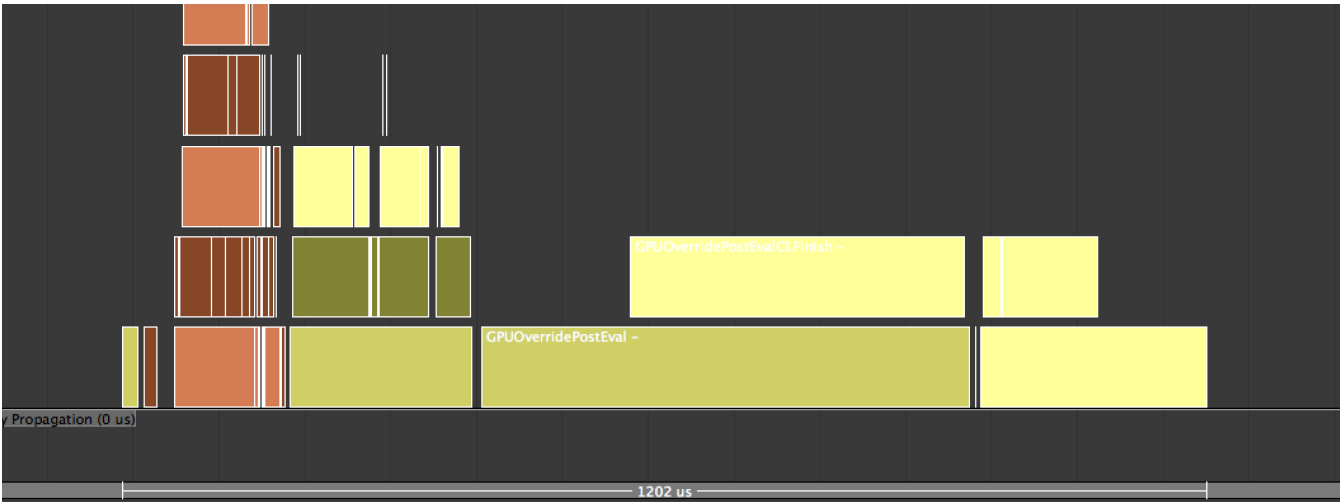 GPUOverridePostEvalCLFinish -
GPUOverridePostEval -
y Propagation (0 us)
1202 us